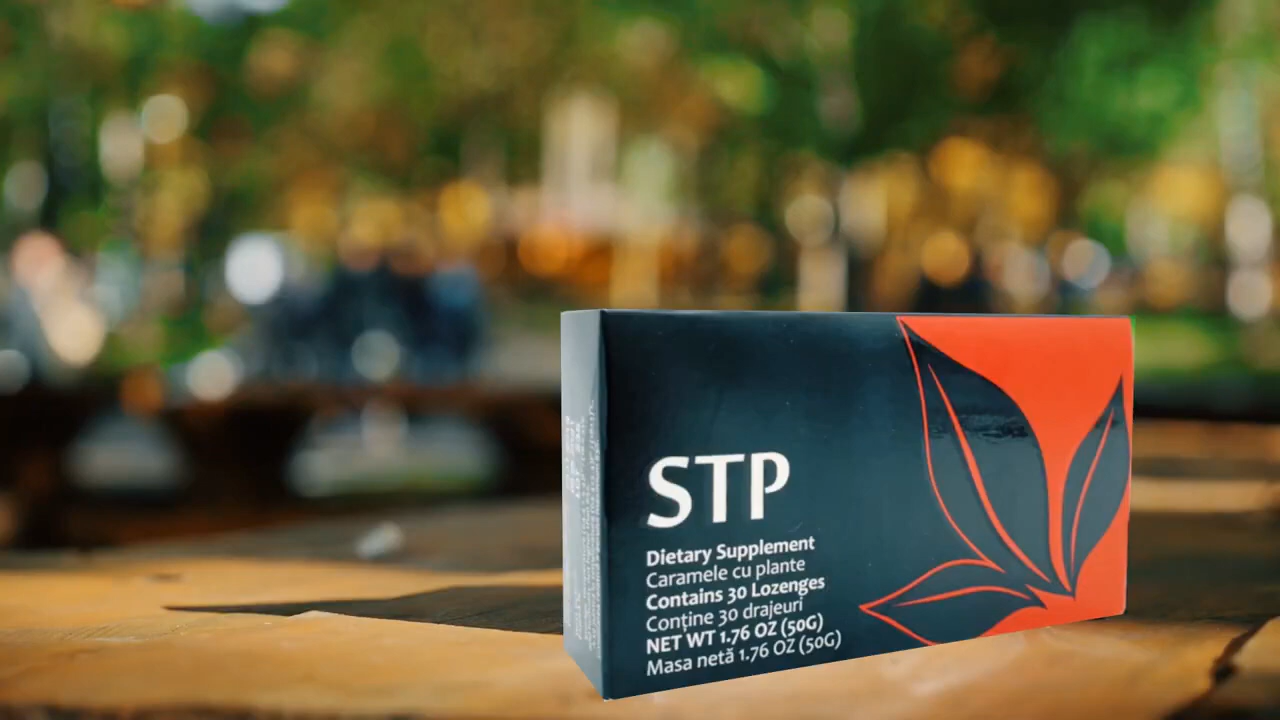 STP
Dietary Supplement
Caramele cu plante
Contains 30 Lozenges
Conține 30 drajeuri
NET WT 1.76 OZ (50G)
Masa netă 1.76 OZ (50G)